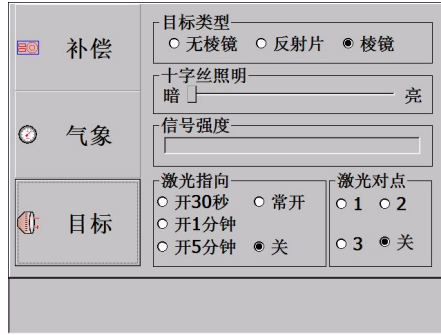 补偿
气象
目标
目标类型
无棱镜 反射片 棱镜
十字丝照明
暗 亮
信号强度
激光指向
开30秒 常开
开1分钟
开5分钟 关
激光对点
1 2
3 关